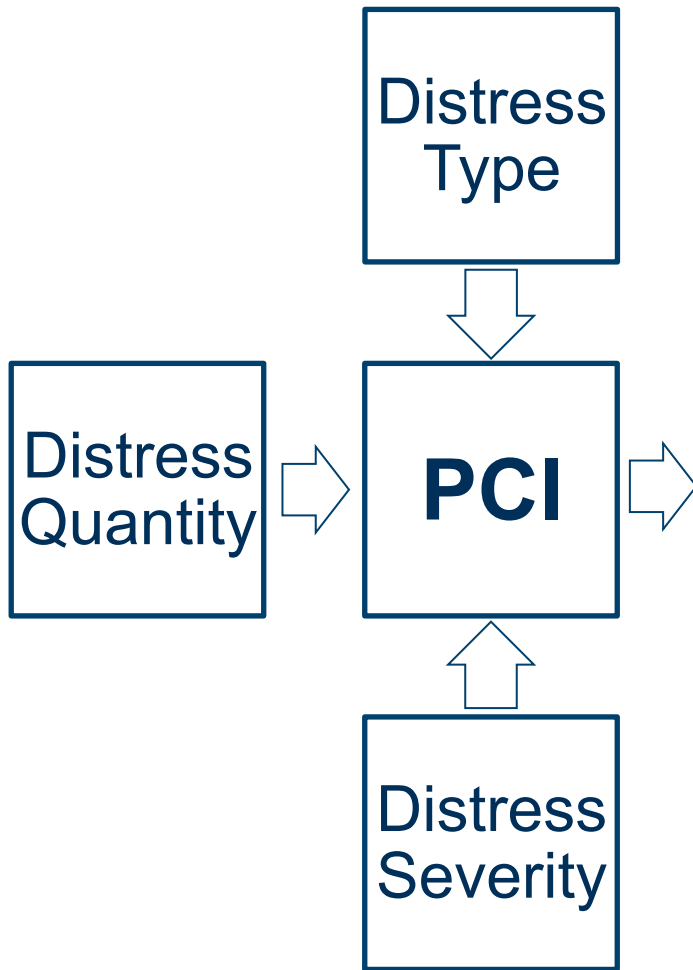 Distress
Type
Distress
Quantity
PCI
Distress
Severity